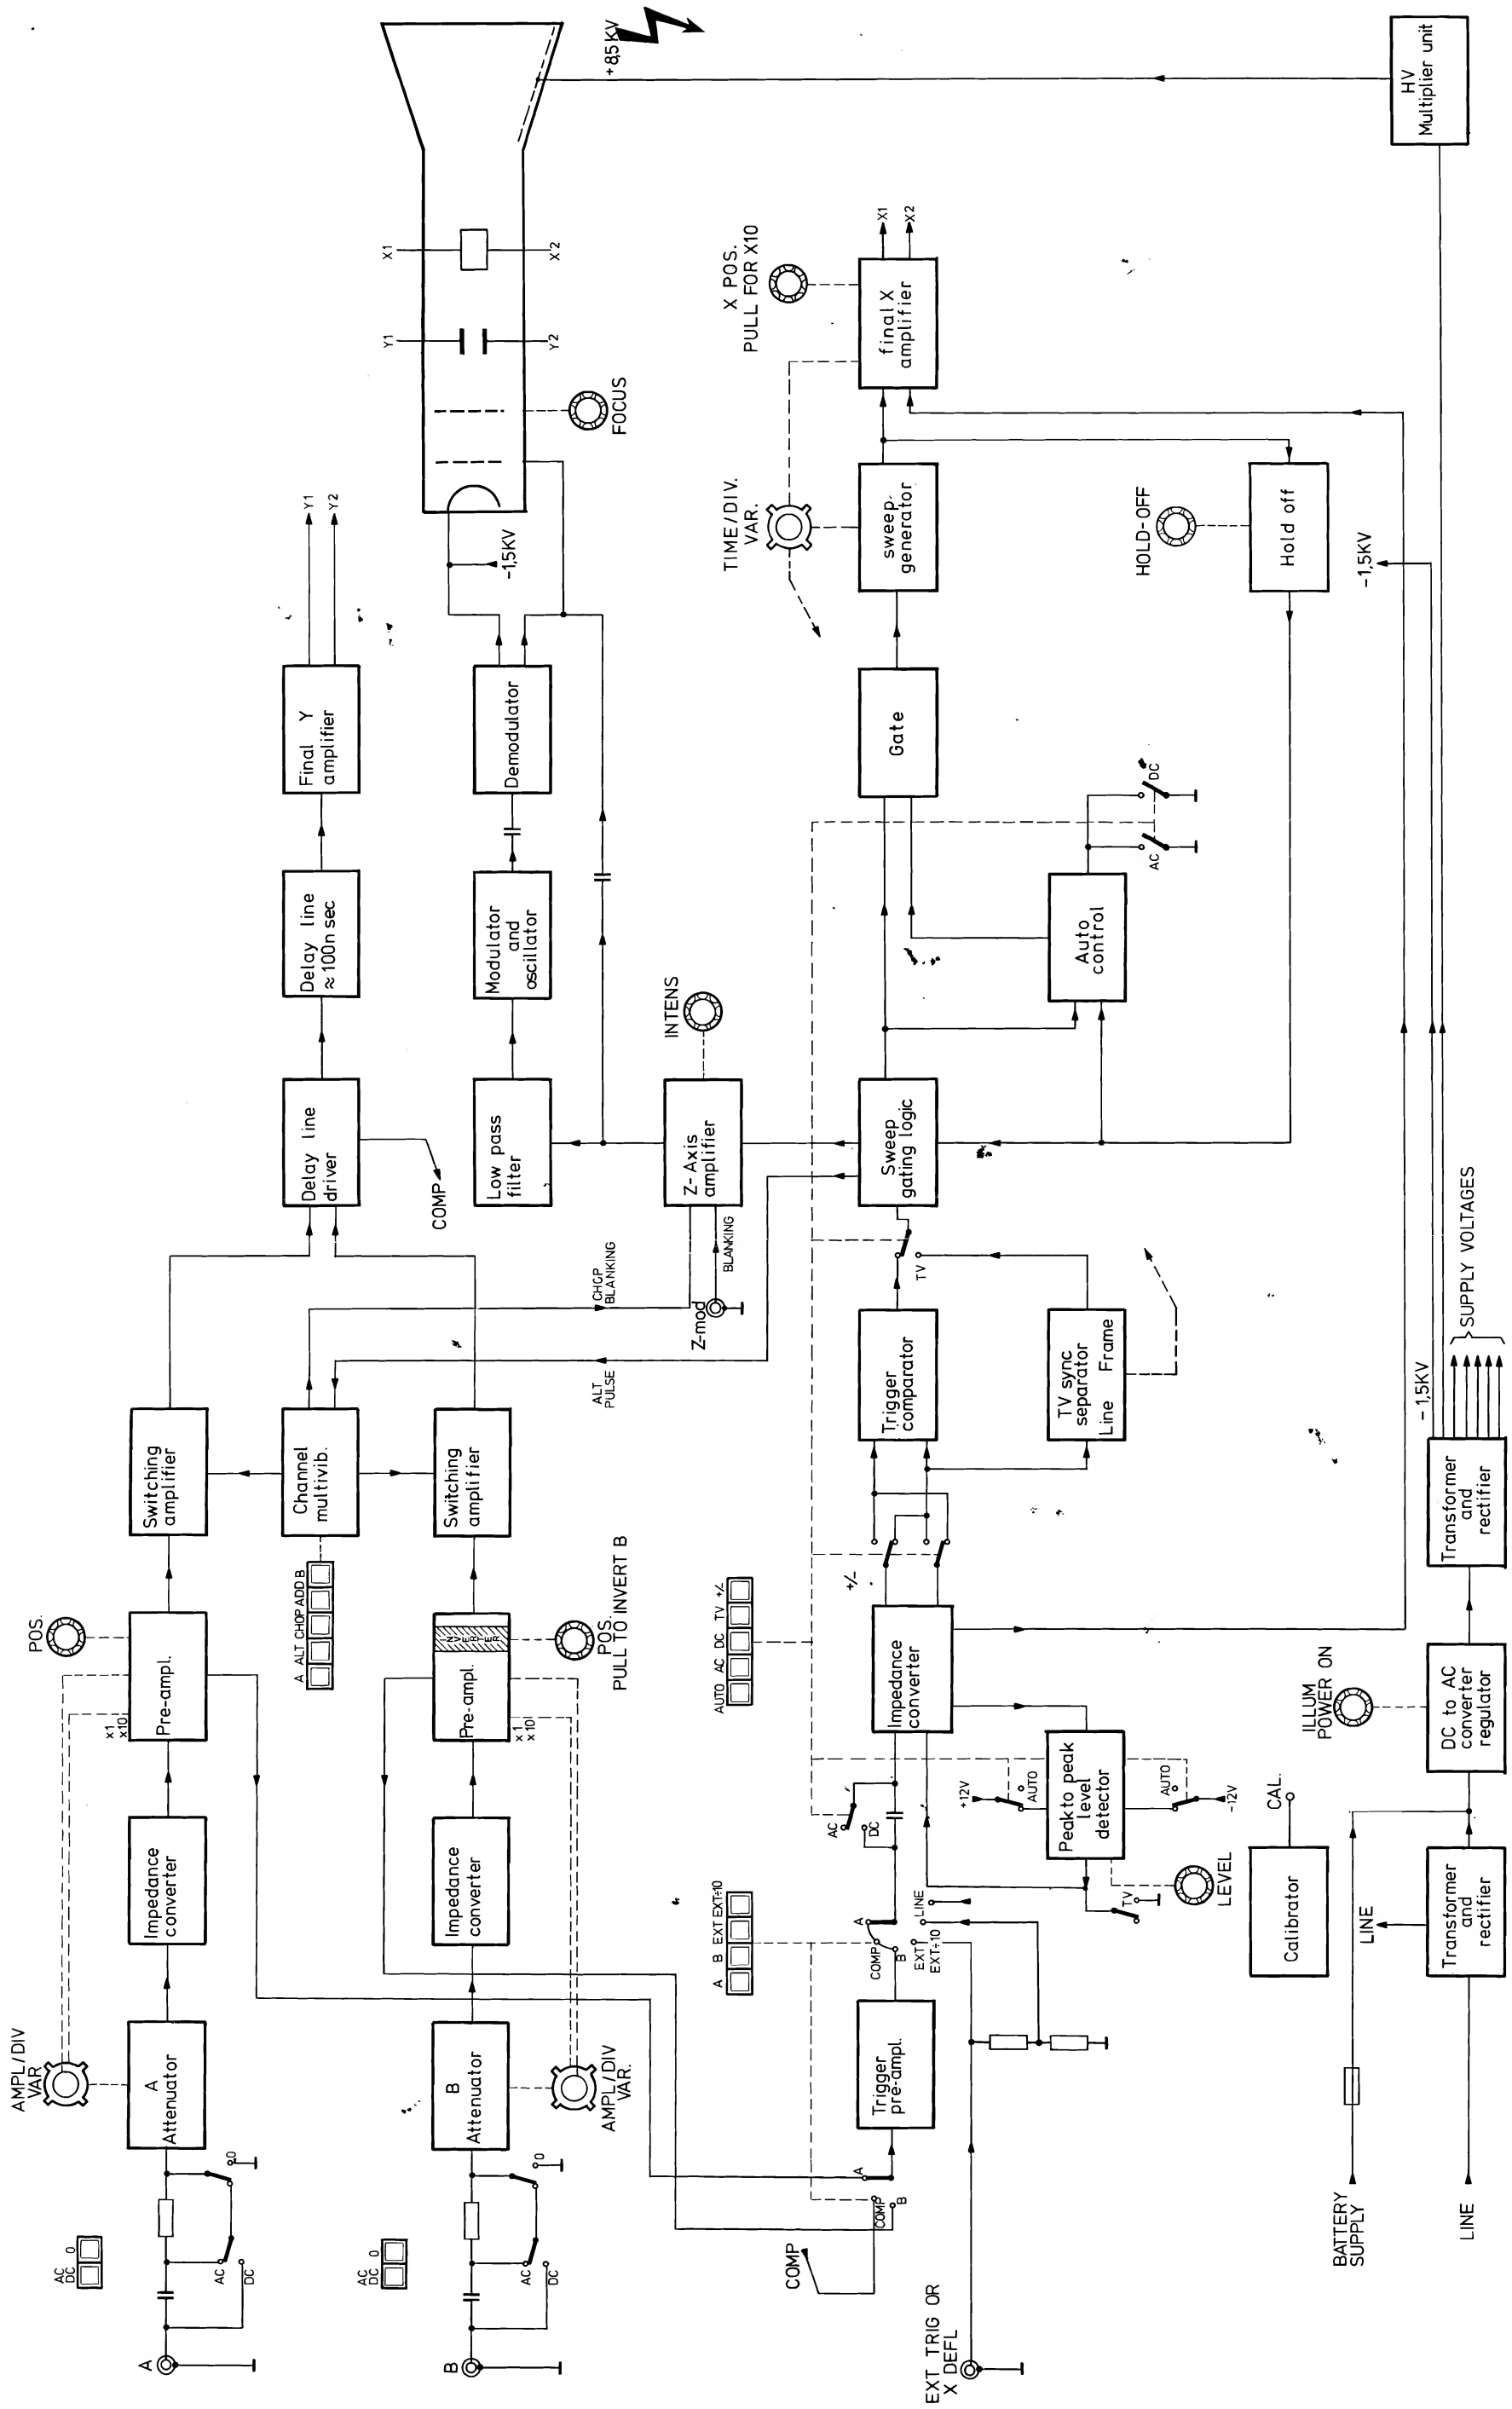 A
AC
DC
0
AC
DC
0
AMPL/DIV
VAR
A
Attenuator
Impedance
converter
POS.
x1
x10
Pre-ampl.
Switching
amplifier
A ALT CHOP ADD B
Channel
multivib.
Delay line
driver
COMP
Delay line
≈100n sec
Final Y
amplifier
Y1
Y2
B
AC
DC
0
AC
DC
0
B
Attenuator
AMPL/DIV
VAR.
Impedance
converter
Pre-ampl.
INVERTER
x1
x10
POS.
PULL TO INVERT B
Switching
amplifier
ALT
PULSE
CHOP
BLANKING
Z-mod
BLANKING
Low pass
filter
Modulator
and
oscillator
Demodulator
-1,5KV
FOCUS
Y1
Y2
X1
X2
+8,5KV
Z-Axis
amplifier
INTENS
COMP
A
COMP
B
Trigger
pre-ampl.
EXT TRIG OR
X DEFL
A B EXT EXT÷10
A
COMP
B
EXT
EXT÷10
LINE
AC
DC
AUTO AC DC TV +/-
Impedance
converter
+/-
+12V
AUTO
Peak to peak
level
detector
AUTO
-12V
TV
LEVEL
Trigger
comparator
TV sync
separator
Line Frame
TV
Sweep
gating logic
Auto
control
AC
DC
Gate
TIME/DIV.
VAR.
sweep
generator
HOLD-OFF
Hold off
X POS.
PULL FOR X10
final X
amplifier
X1
X2
BATTERY
SUPPLY
LINE
LINE
Transformer
and
rectifier
Calibrator
CAL.
ILLUM
POWER ON
DC to AC
converter
regulator
Transformer
and
rectifier
-1,5KV
SUPPLY VOLTAGES
-1,5KV
HV
Multiplier unit